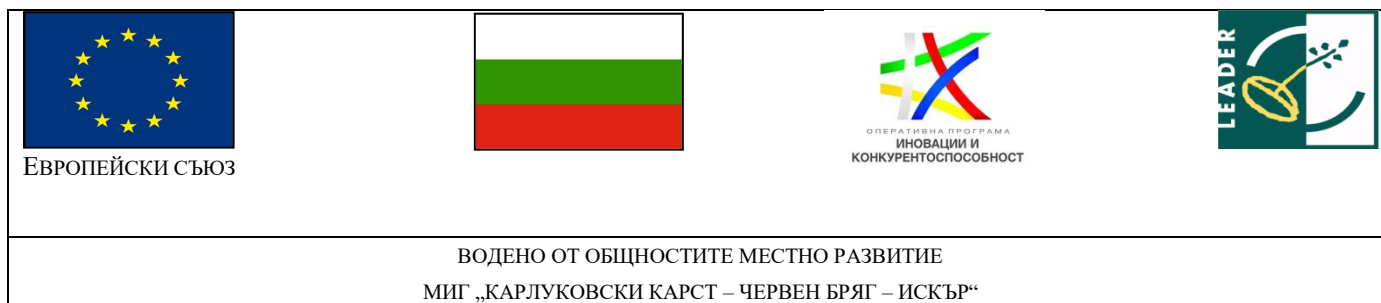 ЕВРОПЕЙСКИ СЪЮЗ
ОПЕРАТИВНА ПРОГРАМА
ИНОВАЦИИ И
КОНКУРЕНТОСПОСОБНОСТ
LEADER
ВОДЕНО ОТ ОБЩНОСТИТЕ МЕСТНО РАЗВИТИЕ
МИГ „КАРЛУКОВСКИ КАРСТ – ЧЕРВЕН БРЯГ – ИСКЪР“